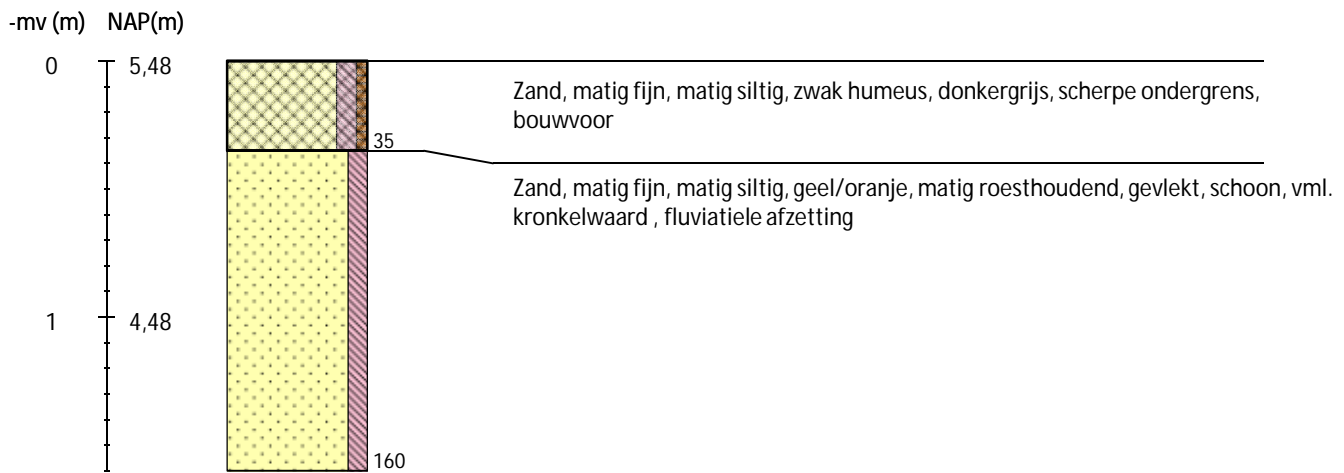 -mv (m) NAP(m)
0 5,48
Zand, matig fijn, matig siltig, zwak humeus, donkergrijs, scherpe ondergrens,
bouwvoor
35
Zand, matig fijn, matig siltig, geel/oranje, matig roesthoudend, gevlekt, schoon, vml.
kronkelwaard , fluviatiele afzetting
1 4,48
160